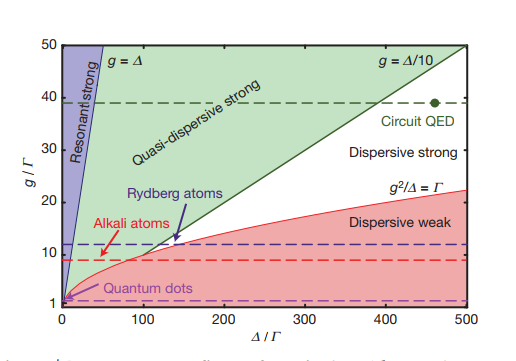 50
40
30
20
10
1
g / Γ
0
100
200
300
400
500
Δ / Γ
Resonant strong
g = Δ
Quasi-dispersive strong
g = Δ/10
Circuit QED
Dispersive strong
g²/Δ = Γ
Rydberg atoms
Alkali atoms
Dispersive weak
Quantum dots